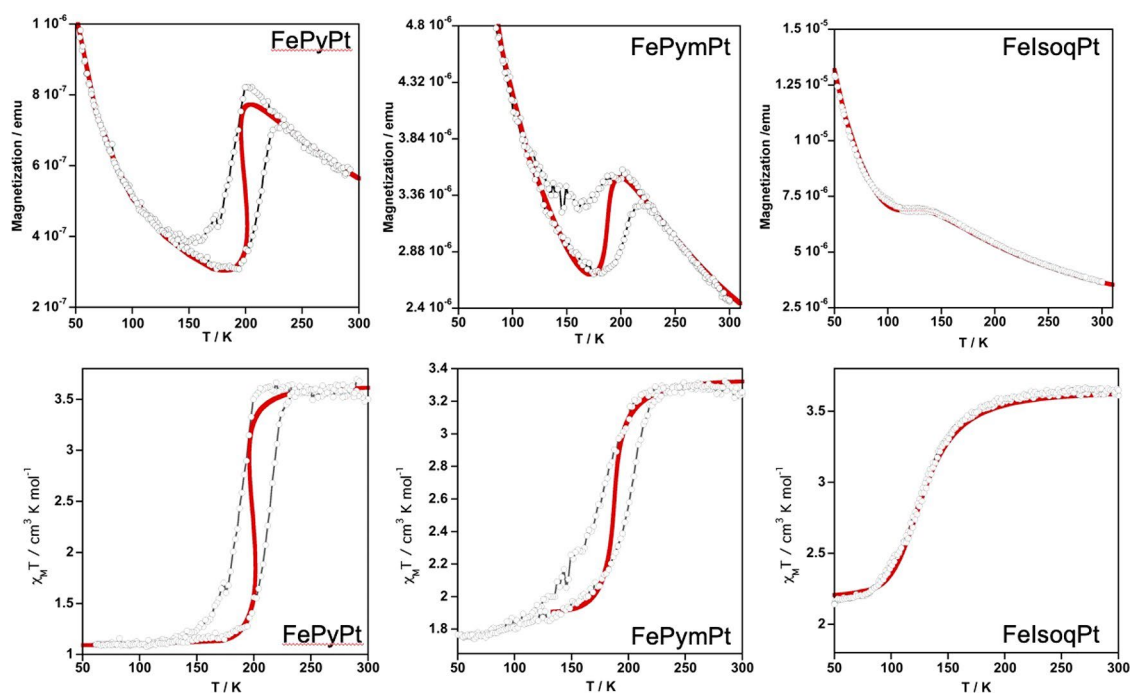 1 10⁻⁶
8 10⁻⁷
6 10⁻⁷
4 10⁻⁷
2 10⁻⁷
Magnetization / emu
FePyPt
50 100 150 200 250 300
T / K
4.8 10⁻⁶
4.32 10⁻⁶
3.84 10⁻⁶
3.36 10⁻⁶
2.88 10⁻⁶
2.4 10⁻⁶
Magnetization / emu
FePymPt
50 100 150 200 250 300
T / K
1.5 10⁻⁵
1.25 10⁻⁵
1 10⁻⁵
7.5 10⁻⁶
5 10⁻⁶
2.5 10⁻⁶
Magnetization /emu
FeIsoqPt
50 100 150 200 250 300
T / K
3.5
3
2.5
2
1.5
1
χMT / cm³ K mol⁻¹
FePyPt
50 100 150 200 250 300
T / K
3.4
3.2
3
2.8
2.6
2.4
2.2
2
1.8
1.6
χMT / cm³ K mol⁻¹
FePymPt
50 100 150 200 250 300
T / K
3.5
3
2.5
2
χMT / cm³ K mol⁻¹
FeIsoqPt
50 100 150 200 250 300
T / K